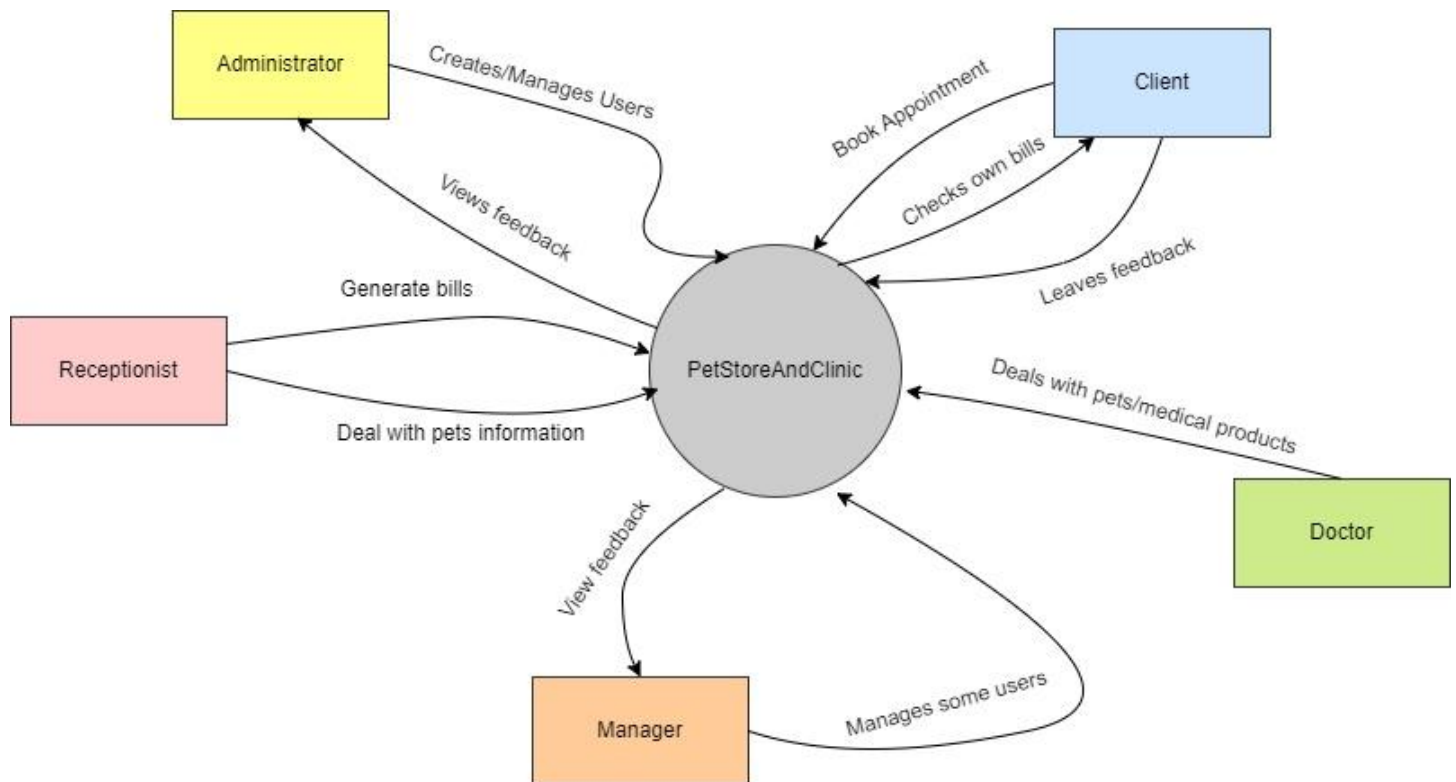 Administrator
Creates/Manages Users
Client
Book Appointment
Checks own bills
Views feedback
Leaves feedback
Generate bills
Receptionist
PetStoreAndClinic
Deal with pets information
Deals with pets/medical products
Doctor
View feedback
Manages some users
Manager